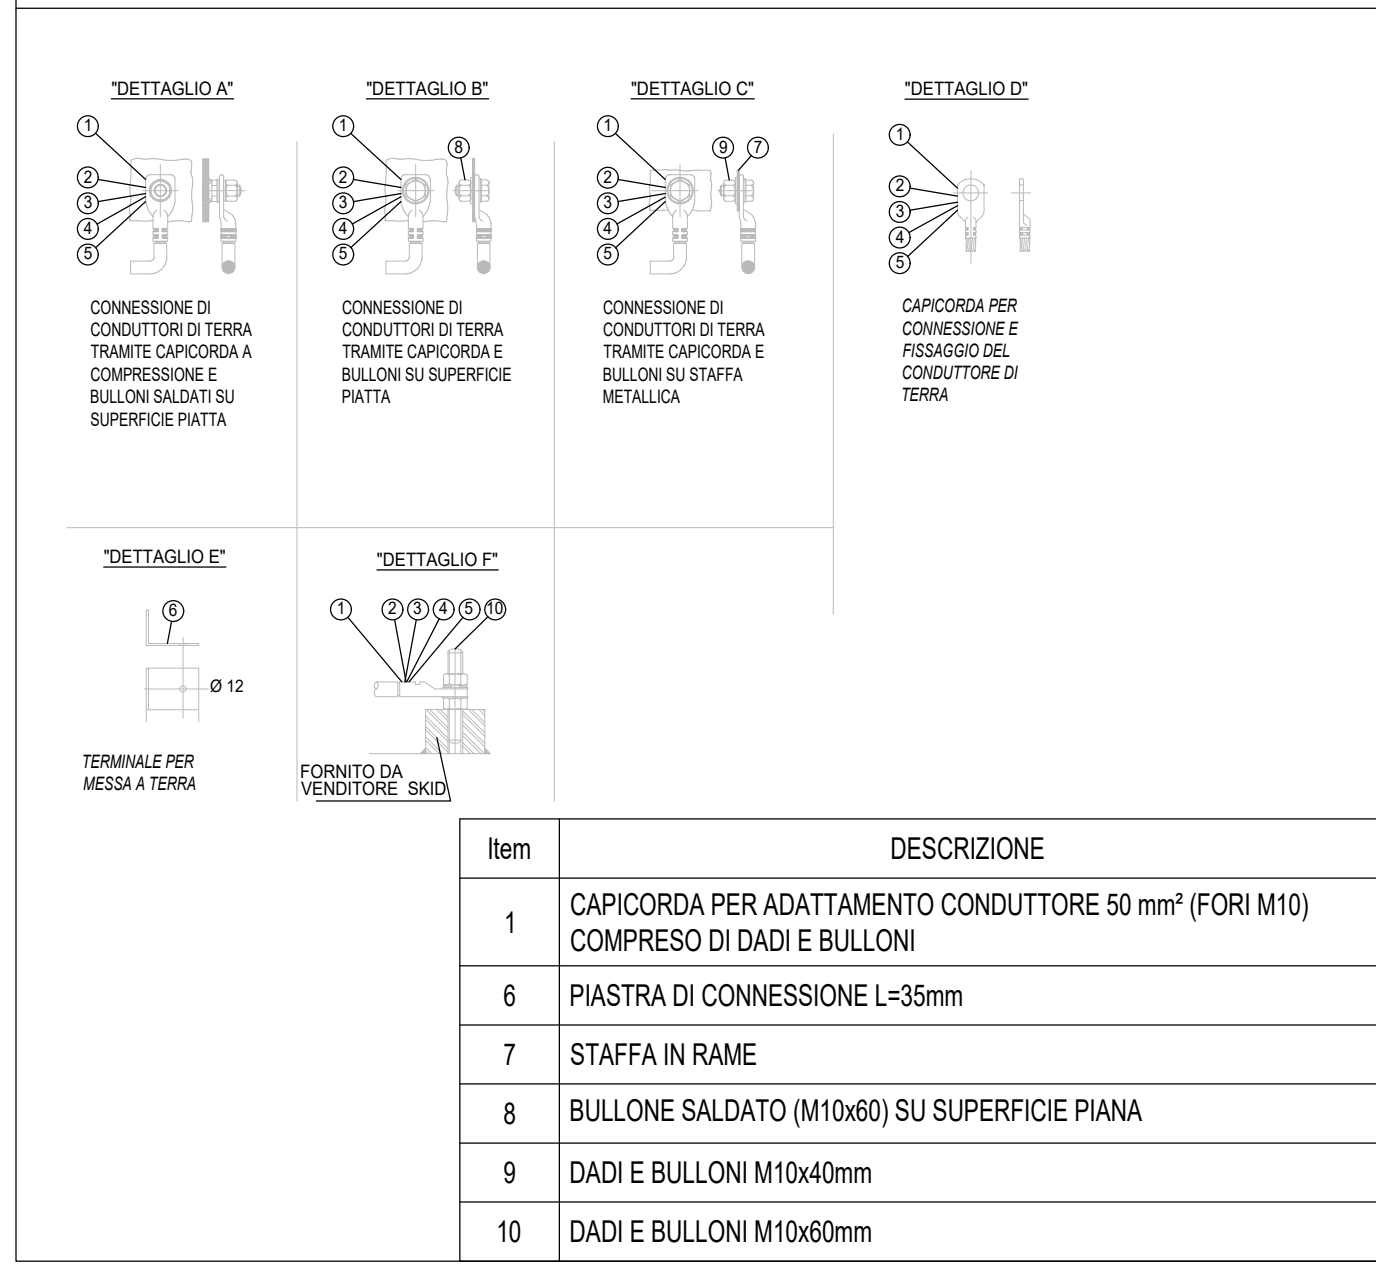 "DETTAGLIO A"
1
2
3
4
5
CONNESSIONE DI
CONDUTTORI DI TERRA
TRAMITE CAPICORDA A
COMPRESSIONE E
BULLONI SALDATI SU
SUPERFICIE PIATTA
"DETTAGLIO B"
1
8
2
3
4
5
CONNESSIONE DI
CONDUTTORI DI TERRA
TRAMITE CAPICORDA E
BULLONI SU SUPERFICIE
PIATTA
"DETTAGLIO C"
1
9 7
2
3
4
5
CONNESSIONE DI
CONDUTTORI DI TERRA
TRAMITE CAPICORDA E
BULLONI SU STAFFA
METALLICA
"DETTAGLIO D"
1
2
3
4
5
CAPICORDA PER
CONNESSIONE E
FISSAGGIO DEL
CONDUTTORE DI
TERRA
"DETTAGLIO E"
6
Ø 12
TERMINALE PER
MESSA A TERRA
"DETTAGLIO F"
1 2 3 4 5 10
FORNITO DA
VENDITORE SKID
Item DESCRIZIONE
1 CAPICORDA PER ADATTAMENTO CONDUTTORE 50 mm² (FORI M10)
COMPRESO DI DADI E BULLONI
6 PIASTRA DI CONNESSIONE L=35mm
7 STAFFA IN RAME
8 BULLONE SALDATO (M10x60) SU SUPERFICIE PIANA
9 DADI E BULLONI M10x40mm
10 DADI E BULLONI M10x60mm